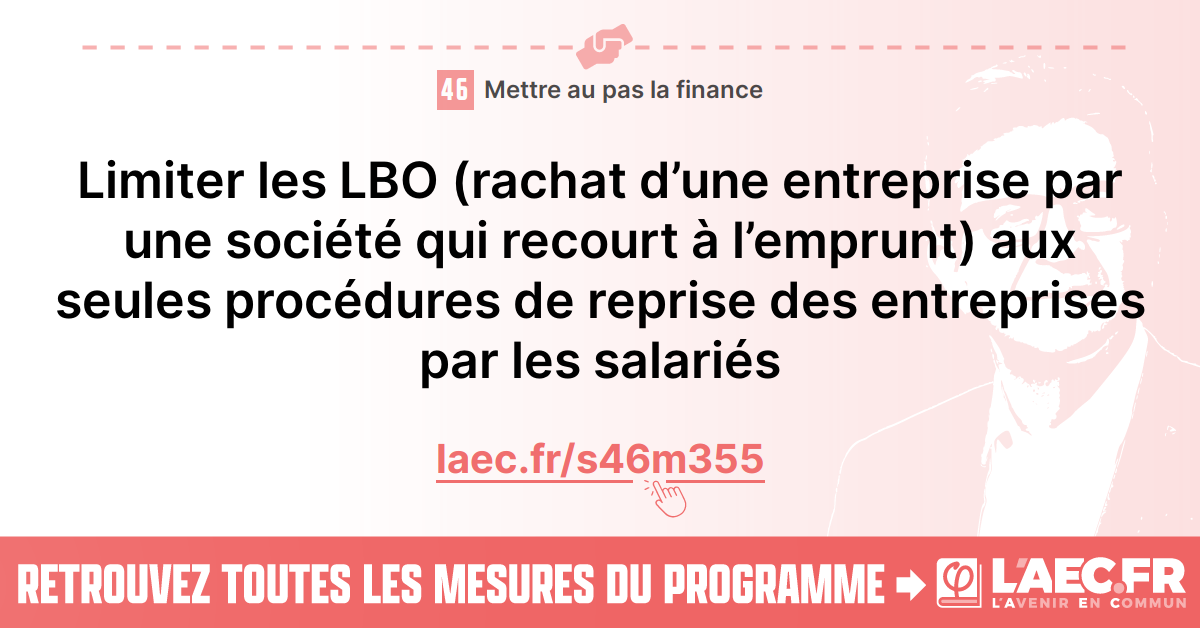 46 Mettre au pas la finance
Limiter les LBO (rachat d’une entreprise par
une société qui recourt à l’emprunt) aux
seules procédures de reprise des entreprises
par les salariés
laec.fr/s46m355
RETROUVEZ TOUTES LES MESURES DU PROGRAMME
φ L'AEC.FR
L'AVENIR EN COMMUN